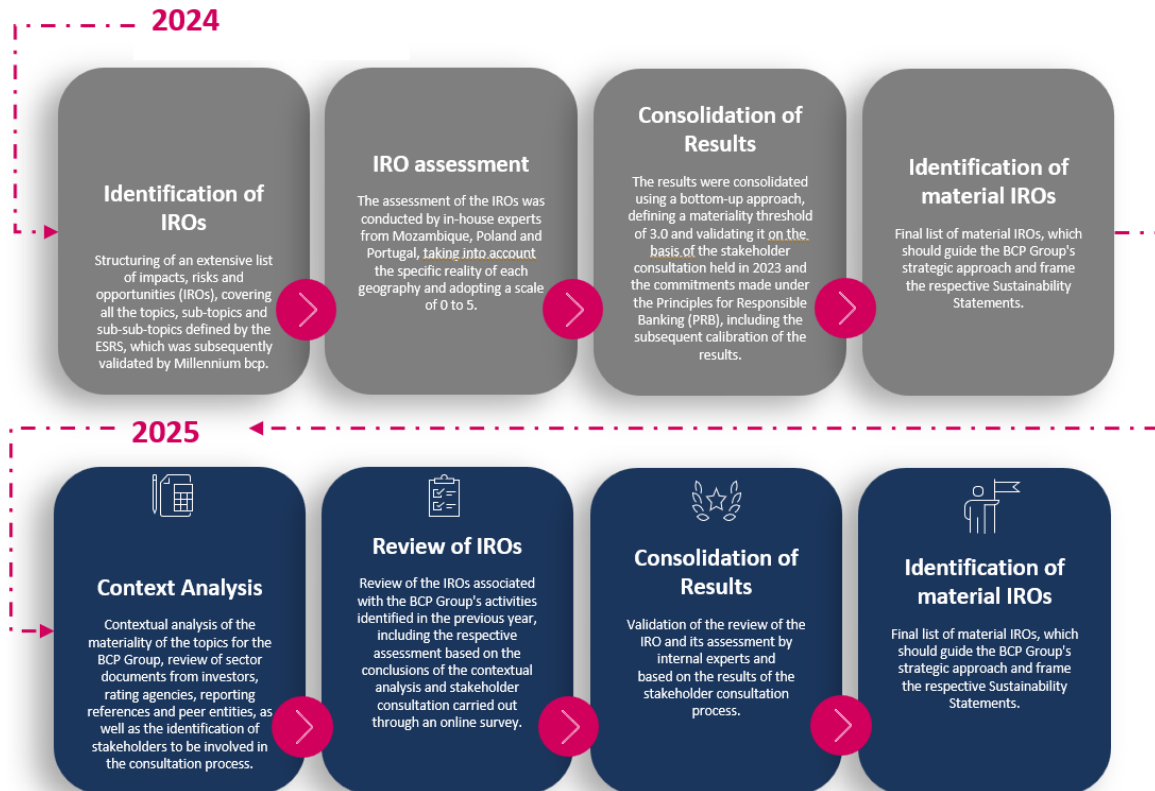 2024
Identification of
IROs
Structuring of an extensive list
of impacts, risks and
opportunities (IROs), covering
all the topics, sub-topics and
sub-sub-topics defined by the
ESRS, which was subsequently
validated by Millennium bcp.
IRO assessment
The assessment of the IROs was
conducted by in-house experts
from Mozambique, Poland and
Portugal, taking into account
the specific reality of each
geography and adopting a scale
of 0 to 5.
Consolidation of
Results
The results were consolidated
using a bottom-up approach,
defining a materiality threshold
of 3.0 and validating it on the
basis of the stakeholder
consultation held in 2023 and
the commitments made under
the Principles for Responsible
Banking (PRB), including the
subsequent calibration of the
results.
Identification of
material IROs
Final list of material IROs, which
should guide the BCP Group's
strategic approach and frame
the respective Sustainability
Statements.
2025
Context Analysis
Contextual analysis of the
materiality of the topics for the
BCP Group, review of sector
documents from investors,
rating agencies, reporting
references and peer entities, as
well as the identification of
stakeholders to be involved in
the consultation process.
Review of IROs
Review of the IROs associated
with the BCP Group's activities
identified in the previous year,
including the respective
assessment based on the
conclusions of the contextual
analysis and stakeholder
consultation carried out
through an online survey.
Consolidation of
Results
Validation of the review of the
IRO and its assessment by
internal experts and
based on the results of the
stakeholder consultation
process.
Identification of
material IROs
Final list of material IROs, which
should guide the BCP Group's
strategic approach and frame
the respective Sustainability
Statements.